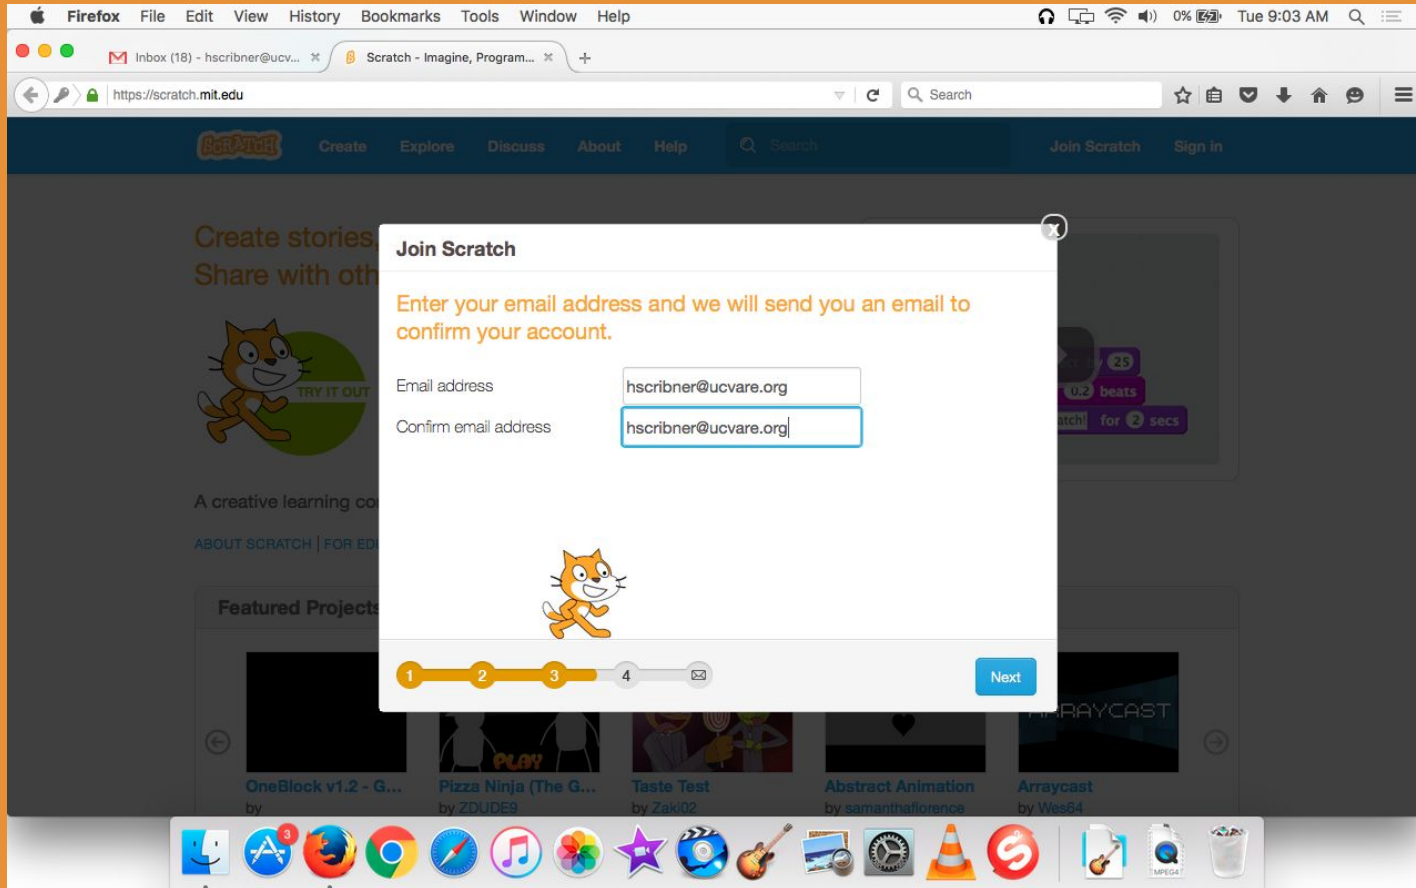 Firefox File Edit View History Bookmarks Tools Window Help 0% Tue 9:03 AM
Inbox (18) - hscribner@ucv... × Scratch - Imagine, Program... × +
https://scratch.mit.edu Search
SCRATCH Create Explore Discuss About Help Search Join Scratch Sign in
Create stories,
Share with oth
TRY IT OUT
25
0.2 beats
for 2 secs
A creative learning co
ABOUT SCRATCH | FOR ED
X
Join Scratch
Enter your email address and we will send you an email to
confirm your account.
Email address hscribner@ucvare.org
Confirm email address hscribner@ucvare.org
1 2 3 4 Next
Featured Projects
PLAY
ARRAYCAST
OneBlock v1.2 - G... Pizza Ninja (The G... Taste Test Abstract Animation Arraycast
by by ZDUDE9 by Zaki02 by samanthaflorence by Wes64
3
MPEG4